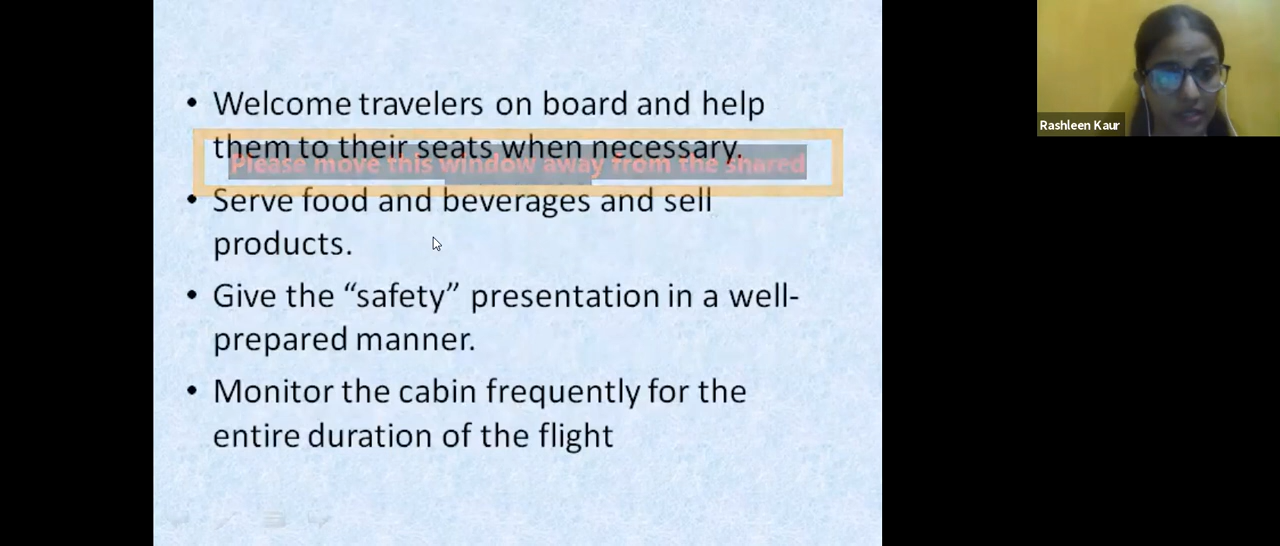 • Welcome travelers on board and help
them to their seats when necessary.
Please move this window away from the shared
• Serve food and beverages and sell
products.
• Give the “safety” presentation in a well-
prepared manner.
• Monitor the cabin frequently for the
entire duration of the flight
Rashleen Kaur